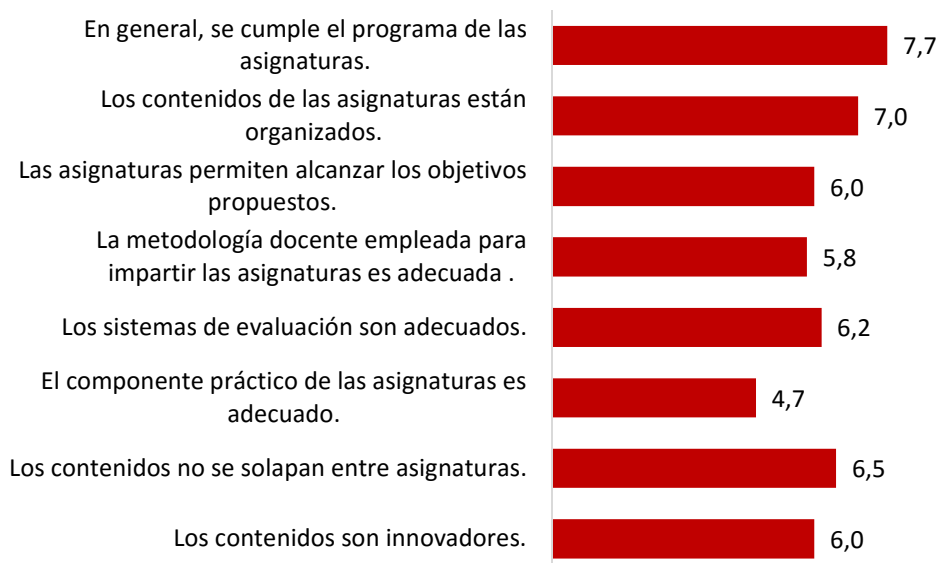 En general, se cumple el programa de las
asignaturas.
7,7
Los contenidos de las asignaturas están
organizados.
7,0
Las asignaturas permiten alcanzar los objetivos
propuestos.
6,0
La metodología docente empleada para
impartir las asignaturas es adecuada .
5,8
Los sistemas de evaluación son adecuados.
6,2
El componente práctico de las asignaturas es
adecuado.
4,7
Los contenidos no se solapan entre asignaturas.
6,5
Los contenidos son innovadores.
6,0